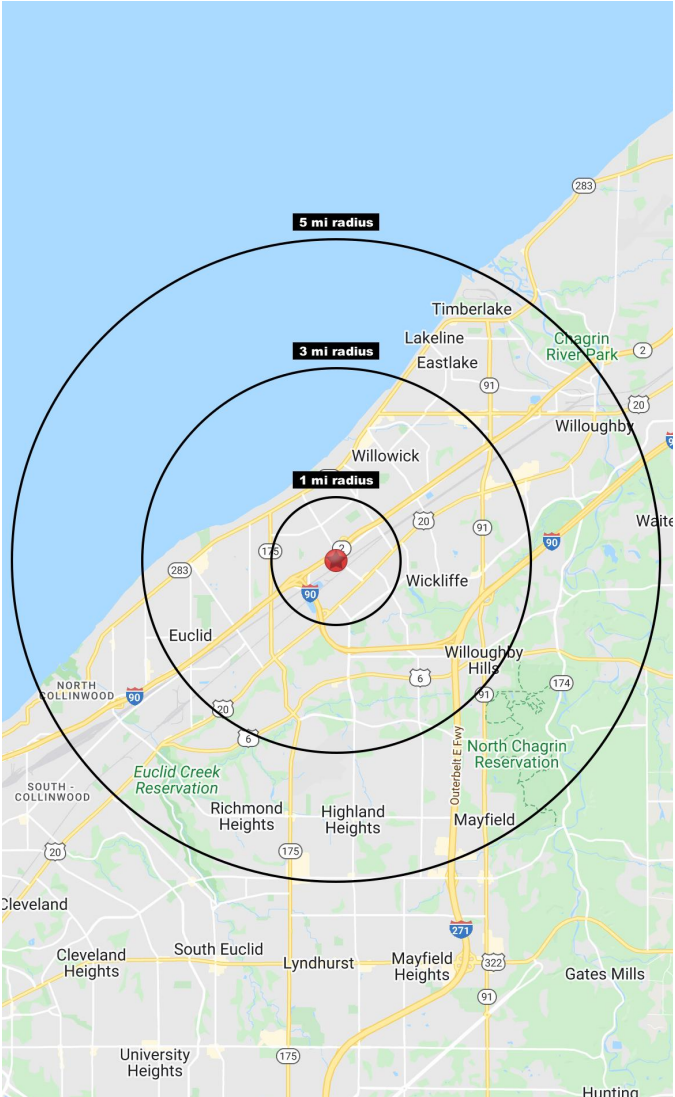 283
5 mi radius
Timberlake
Lakeline
Chagrin
River Park
2
3 mi radius
Eastlake
91
20
Willoughby
Willowick
1 mi radius
20
91
Waite
175
2
90
283
90
Wickliffe
Euclid
Willoughby
Hills
6
174
NORTH
COLLINWOOD
90
91
20
6
North Chagrin
Reservation
Outerbelt E Fwy
Euclid Creek
Reservation
SOUTH -
COLLINWOOD
Richmond
Heights
Highland
Heights
Mayfield
20
175
Cleveland
271
South Euclid
Cleveland
Heights
Lyndhurst
Mayfield
Heights
322
Gates Mills
91
University
Heights
175
Hunting